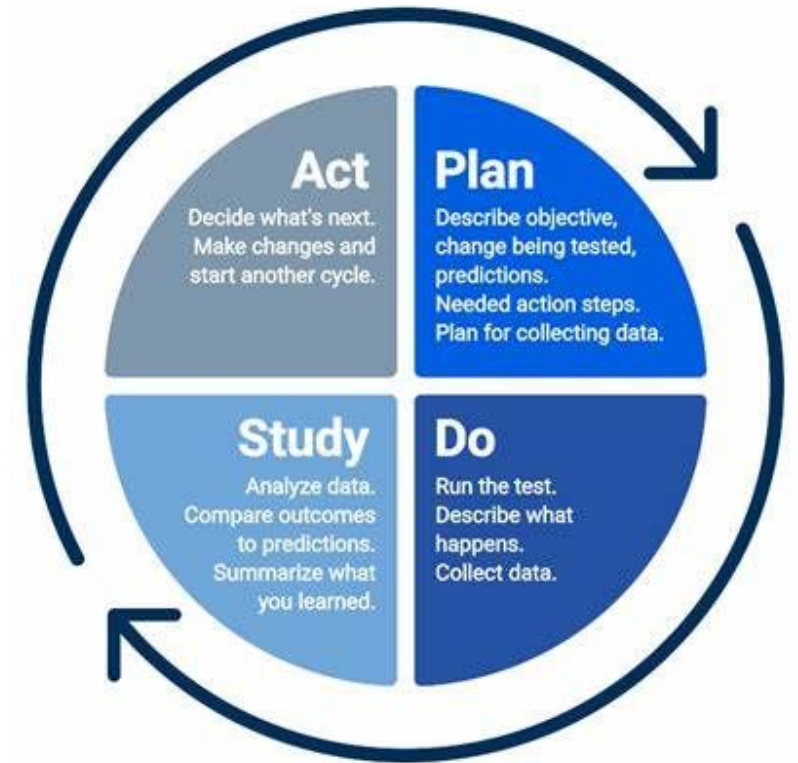 Act
Decide what's next.
Make changes and
start another cycle.
Plan
Describe objective,
change being tested,
predictions.
Needed action steps.
Plan for collecting data.
Study
Analyze data.
Compare outcomes
to predictions.
Summarize what
you learned.
Do
Run the test.
Describe what
happens.
Collect data.